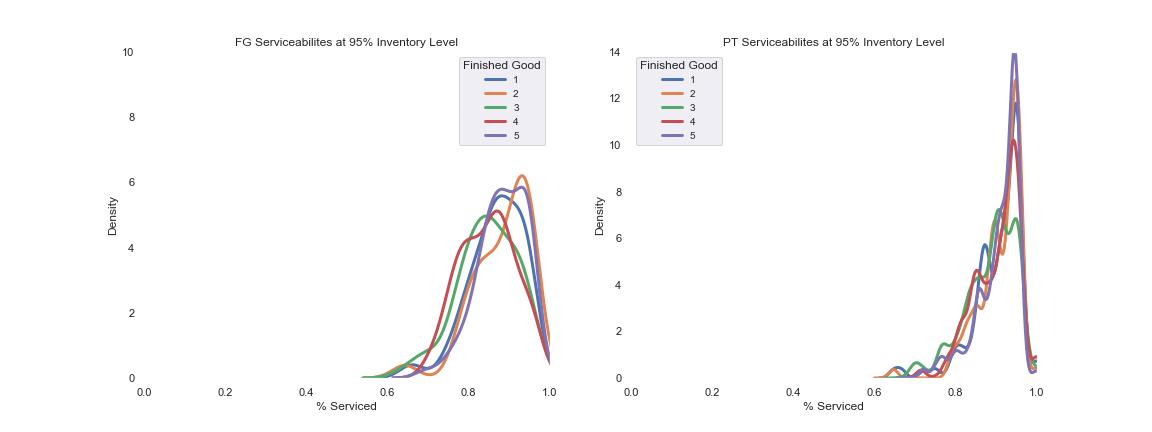 FG Serviceabilites at 95% Inventory Level
10
8
6
4
2
0
Density
Finished Good
1
2
3
4
5
0.0 0.2 0.4 0.6 0.8 1.0
% Serviced
PT Serviceabilites at 95% Inventory Level
14
12
10
8
6
4
2
0
Density
Finished Good
1
2
3
4
5
0.0 0.2 0.4 0.6 0.8 1.0
% Serviced